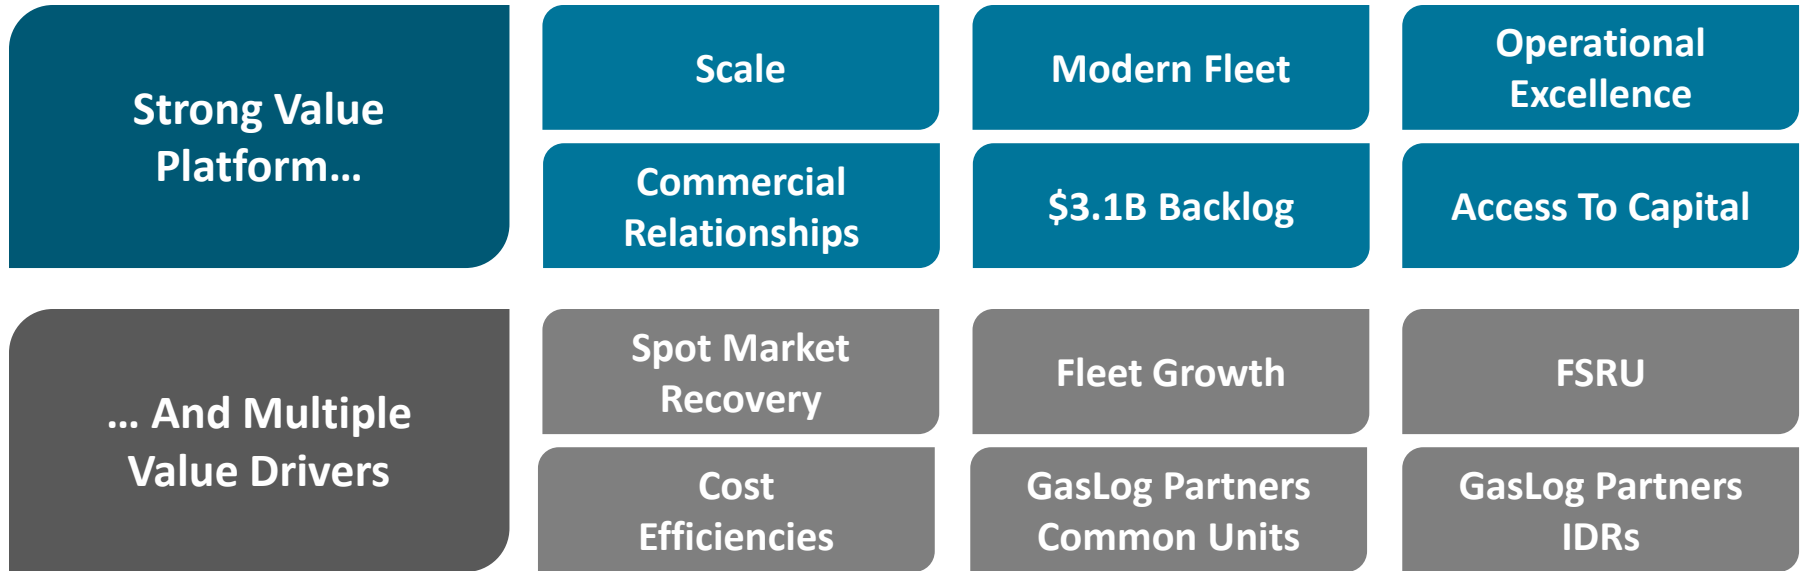 Strong Value
Platform…
Scale
Modern Fleet
Operational
Excellence
Commercial
Relationships
$3.1B Backlog
Access To Capital
… And Multiple
Value Drivers
Spot Market
Recovery
Fleet Growth
FSRU
Cost
Efficiencies
GasLog Partners
Common Units
GasLog Partners
IDRs